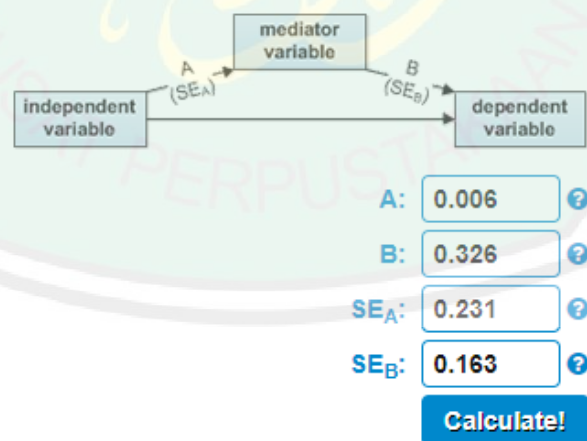 mediator
variable
A
(SEA)
B
(SEB)
independent
variable
dependent
variable
PERPUSTAKAAN
A: 0.006 ?
B: 0.326 ?
SEA: 0.231 ?
SEB: 0.163 ?
Calculate!